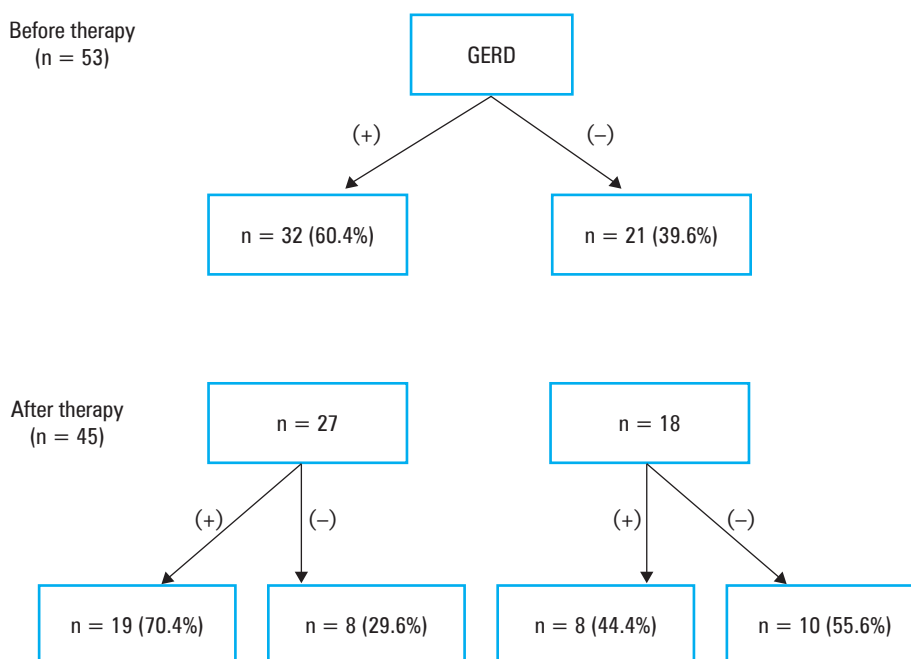 Before therapy
(n = 53)
GERD
(+)
(–)
n = 32 (60.4%)
n = 21 (39.6%)
After therapy
(n = 45)
n = 27
n = 18
(+)
(–)
(+)
(–)
n = 19 (70.4%)
n = 8 (29.6%)
n = 8 (44.4%)
n = 10 (55.6%)